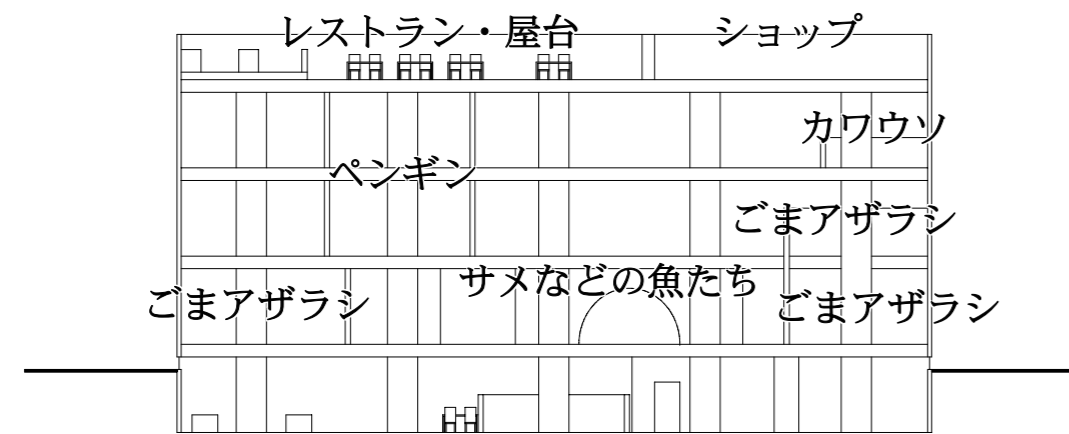 レストラン・屋台
ショップ
カワウソ
ペンギン
ごまアザラシ
サメなどの魚たち
ごまアザラシ
ごまアザラシ